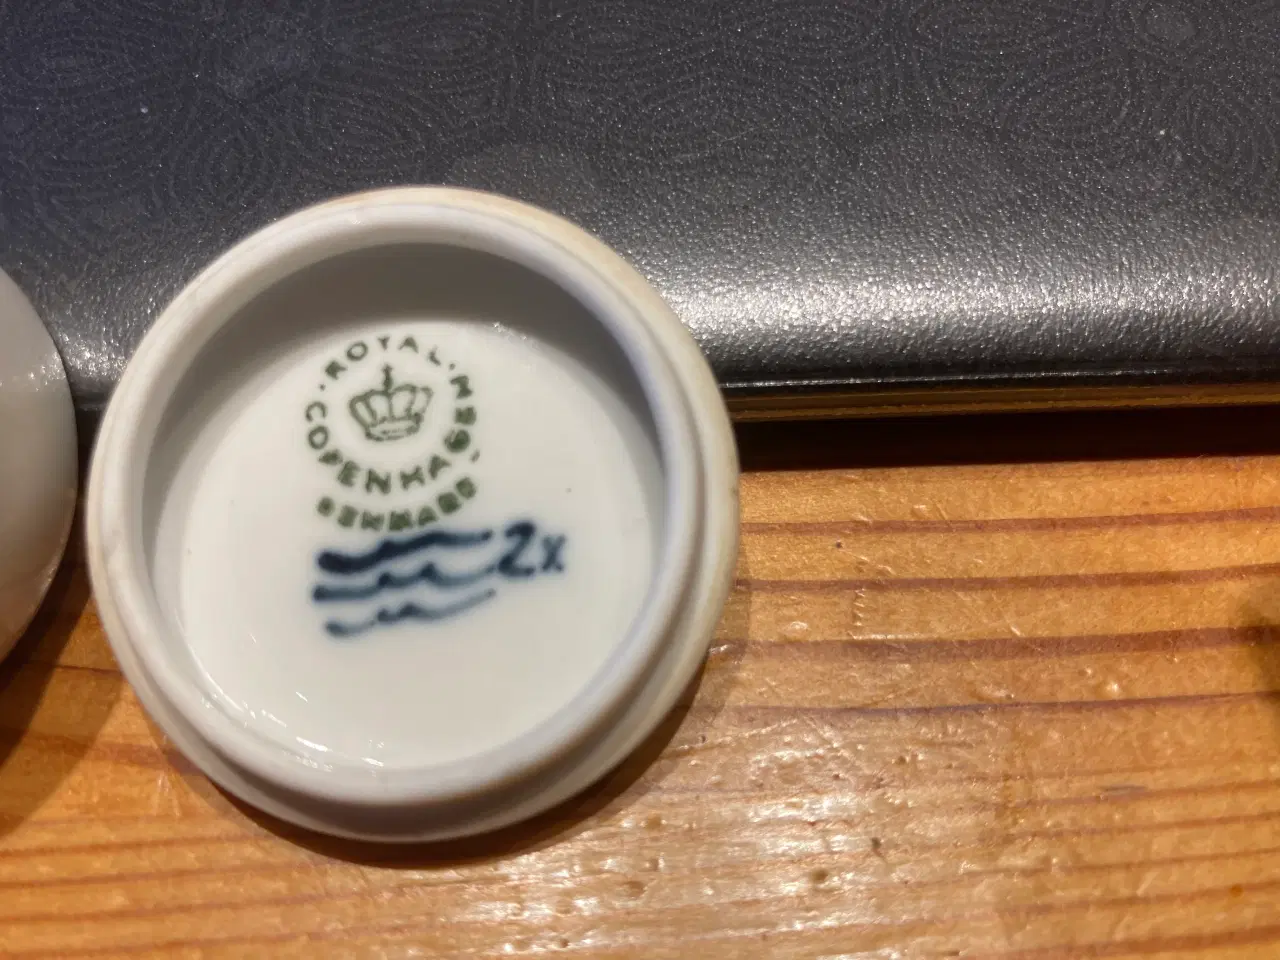 ROYAL
COPENHAGEN
DENMARK
2x